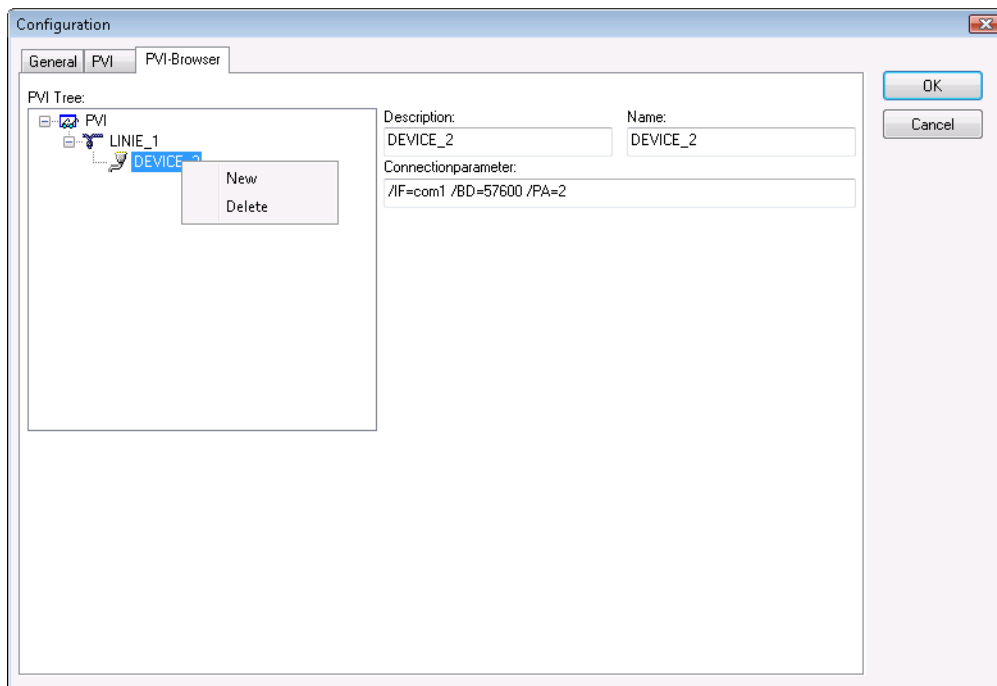 Configuration
General PVI PVI-Browser
OK
Cancel
PVI Tree:
PVI
LINIE_1
DEVICE_2
New
Delete
Description:
Name:
DEVICE_2
DEVICE_2
Connectionparameter:
/IF=com1 /BD=57600 /PA=2